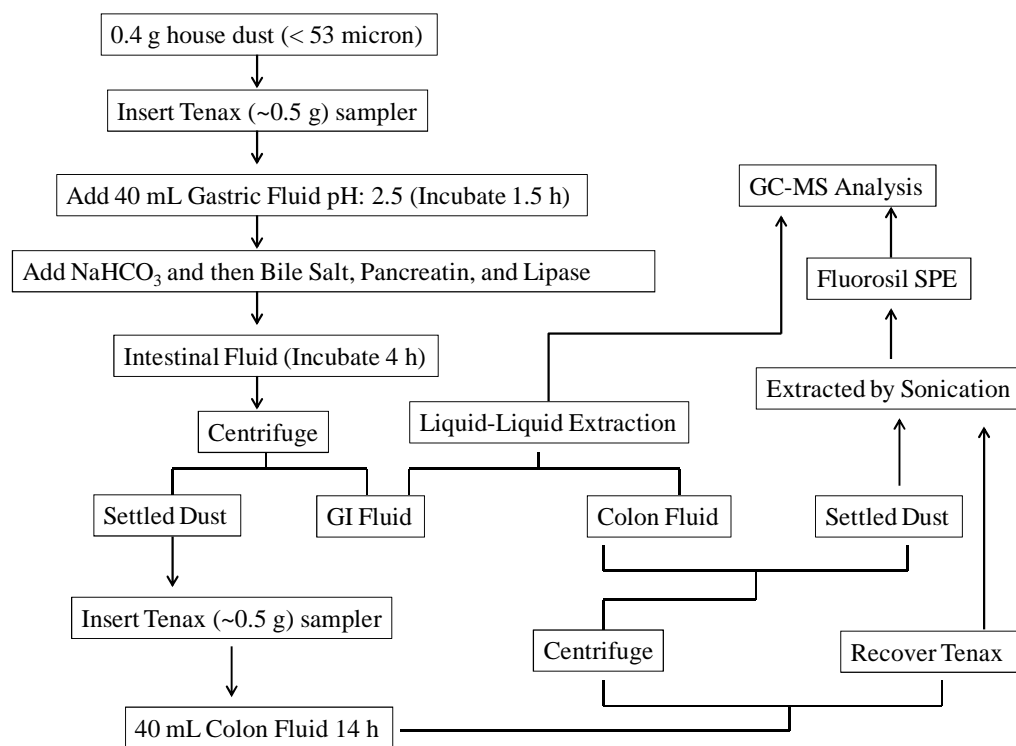 0.4 g house dust (< 53 micron)
Insert Tenax (~0.5 g) sampler
Add 40 mL Gastric Fluid pH: 2.5 (Incubate 1.5 h)
Add NaHCO₃ and then Bile Salt, Pancreatin, and Lipase
Intestinal Fluid (Incubate 4 h)
Centrifuge
Settled Dust
GI Fluid
Insert Tenax (~0.5 g) sampler
40 mL Colon Fluid 14 h
GC-MS Analysis
Fluorosil SPE
Extracted by Sonication
Liquid-Liquid Extraction
Colon Fluid
Settled Dust
Centrifuge
Recover Tenax